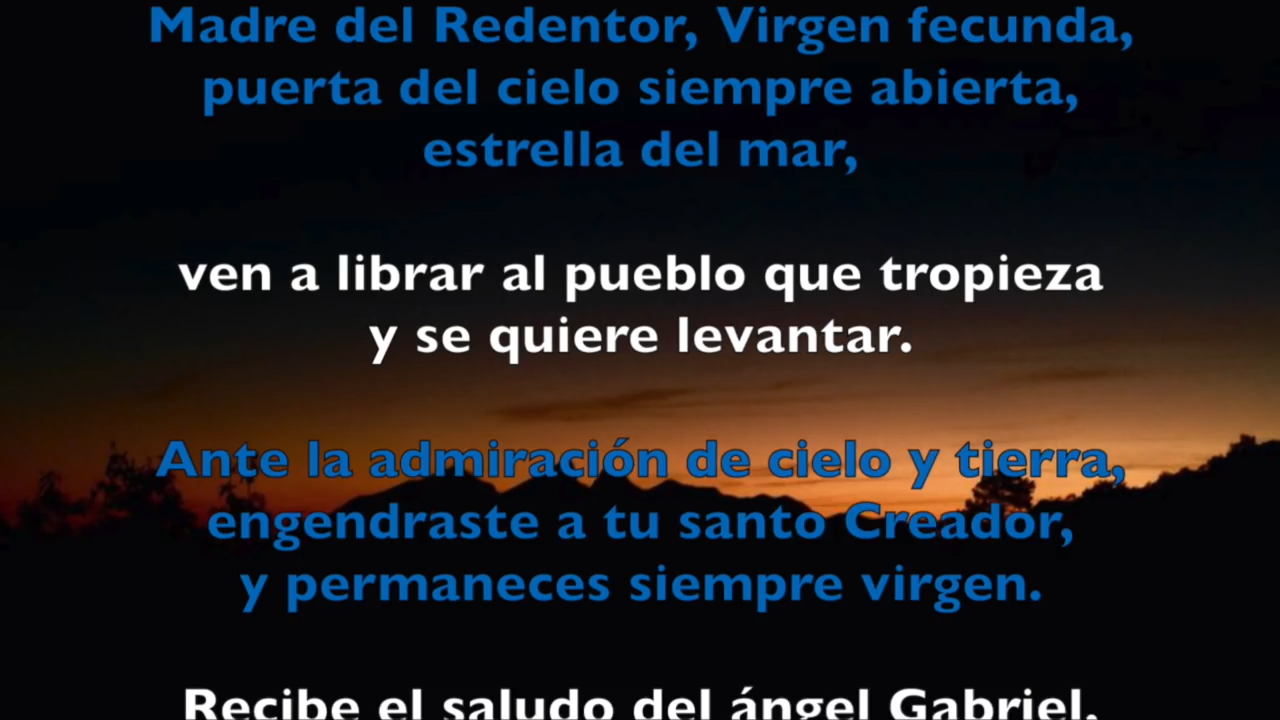 Madre del Redentor, Virgen fecunda,
puerta del cielo siempre abierta,
estrella del mar,
ven a librar al pueblo que tropieza
y se quiere levantar.
Ante la admiración de cielo y tierra,
engendraste a tu santo Creador,
y permaneces siempre virgen.
Recibe el saludo del ángel Gabriel,